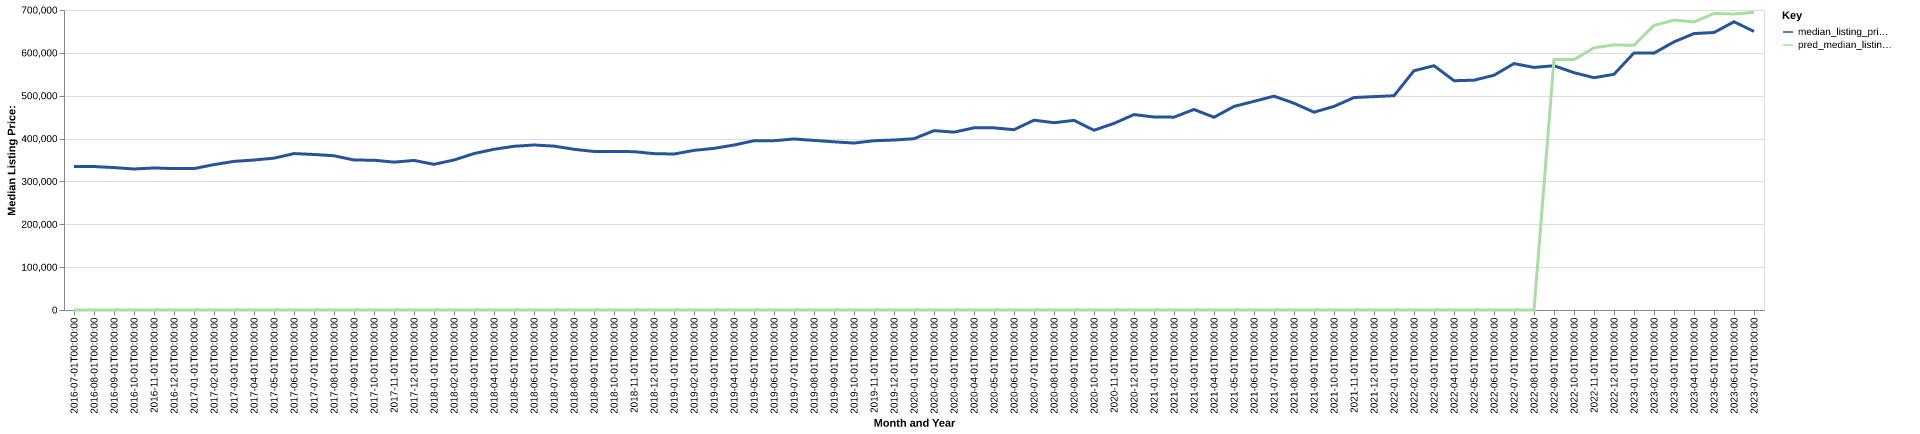 700,000
600,000
500,000
400,000
300,000
200,000
100,000
0
Median Listing Price:
2016-07-01T00:00:00
2016-08-01T00:00:00
2016-09-01T00:00:00
2016-10-01T00:00:00
2016-11-01T00:00:00
2016-12-01T00:00:00
2017-01-01T00:00:00
2017-02-01T00:00:00
2017-03-01T00:00:00
2017-04-01T00:00:00
2017-05-01T00:00:00
2017-06-01T00:00:00
2017-07-01T00:00:00
2017-08-01T00:00:00
2017-09-01T00:00:00
2017-10-01T00:00:00
2017-11-01T00:00:00
2017-12-01T00:00:00
2018-01-01T00:00:00
2018-02-01T00:00:00
2018-03-01T00:00:00
2018-04-01T00:00:00
2018-05-01T00:00:00
2018-06-01T00:00:00
2018-07-01T00:00:00
2018-08-01T00:00:00
2018-09-01T00:00:00
2018-10-01T00:00:00
2018-11-01T00:00:00
2018-12-01T00:00:00
2019-01-01T00:00:00
2019-02-01T00:00:00
2019-03-01T00:00:00
2019-04-01T00:00:00
2019-05-01T00:00:00
2019-06-01T00:00:00
2019-07-01T00:00:00
2019-08-01T00:00:00
2019-09-01T00:00:00
2019-10-01T00:00:00
2019-11-01T00:00:00
2019-12-01T00:00:00
2020-01-01T00:00:00
2020-02-01T00:00:00
2020-03-01T00:00:00
2020-04-01T00:00:00
2020-05-01T00:00:00
2020-06-01T00:00:00
2020-07-01T00:00:00
2020-08-01T00:00:00
2020-09-01T00:00:00
2020-10-01T00:00:00
2020-11-01T00:00:00
2020-12-01T00:00:00
2021-01-01T00:00:00
2021-02-01T00:00:00
2021-03-01T00:00:00
2021-04-01T00:00:00
2021-05-01T00:00:00
2021-06-01T00:00:00
2021-07-01T00:00:00
2021-08-01T00:00:00
2021-09-01T00:00:00
2021-10-01T00:00:00
2021-11-01T00:00:00
2021-12-01T00:00:00
2022-01-01T00:00:00
2022-02-01T00:00:00
2022-03-01T00:00:00
2022-04-01T00:00:00
2022-05-01T00:00:00
2022-06-01T00:00:00
2022-07-01T00:00:00
2022-08-01T00:00:00
2022-09-01T00:00:00
2022-10-01T00:00:00
2022-11-01T00:00:00
2022-12-01T00:00:00
2023-01-01T00:00:00
2023-02-01T00:00:00
2023-03-01T00:00:00
2023-04-01T00:00:00
2023-05-01T00:00:00
2023-06-01T00:00:00
2023-07-01T00:00:00
Month and Year
Key
median_listing_pri…
pred_median_listin…